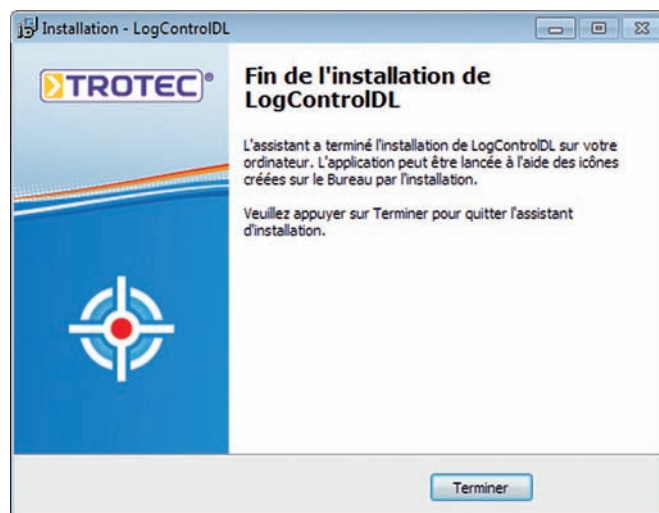 Installation - LogControlDL
TROTEC®
Fin de l'installation de
LogControlDL
L'assistant a terminé l'installation de LogControlDL sur votre
ordinateur. L'application peut être lancée à l'aide des icônes
créées sur le Bureau par l'installation.
Veuillez appuyer sur Terminer pour quitter l'assistant
d'installation.
Terminer